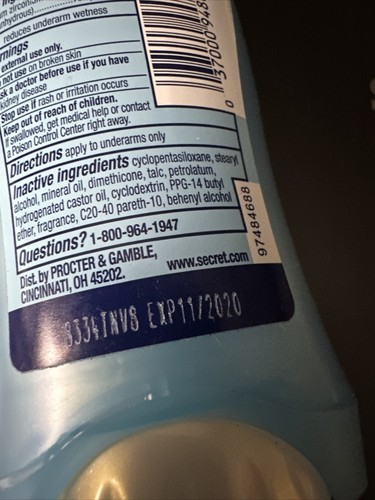 reduces underarm wetness
external use only.
not use on broken skin
a doctor before use if you have
kidney disease
Stop use if rash or irritation occurs
Keep out of reach of children.
If swallowed, get medical help or contact
a Poison Control Center right away.
Directions apply to underarms only
Inactive ingredients cyclopentasiloxane, stearyl
alcohol, mineral oil, dimethicone, talc, petrolatum,
hydrogenated castor oil, cyclodextrin, PPG-14 butyl
ether, fragrance, C20-40 pareth-10, behenyl alcohol
Questions? 1-800-964-1947
Dist. by PROCTER & GAMBLE,
CINCINNATI, OH 45202.
www.secret.com
97484688
8334TNV8 EXP11/2020